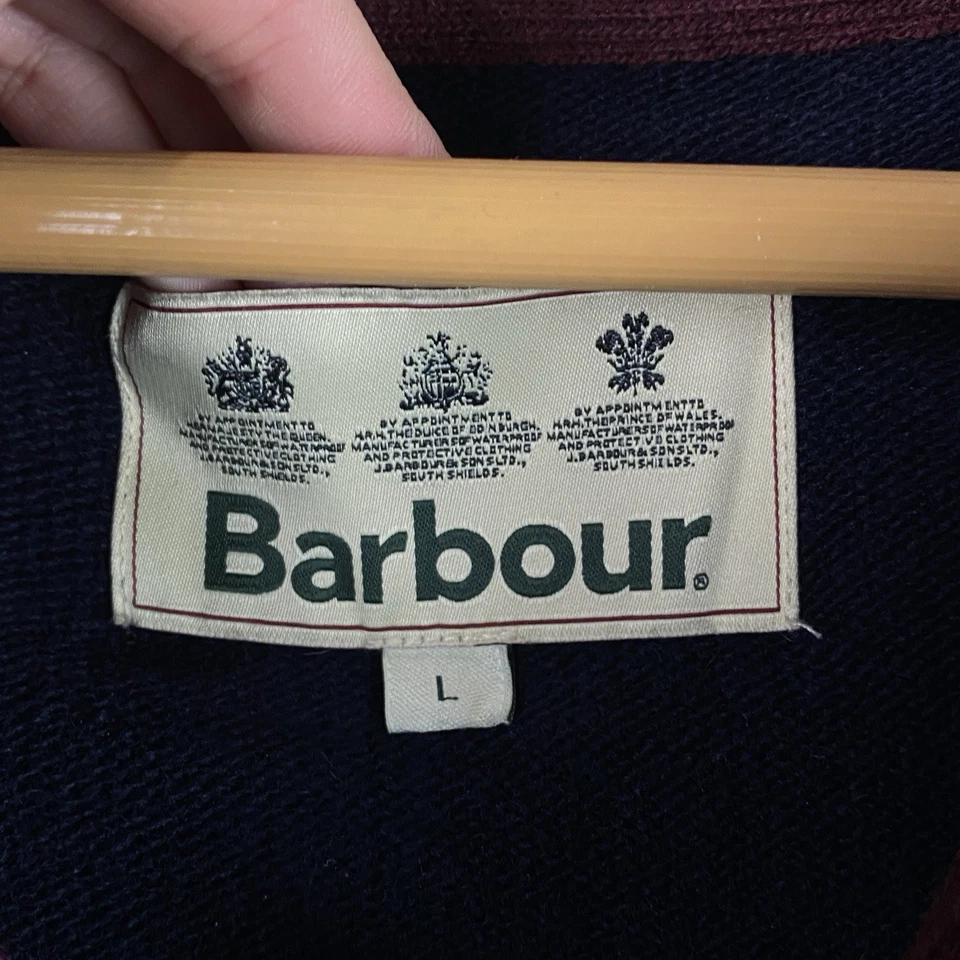 BY APPOINTMENT TO
H.M. THE QUEEN,
MANUFACTURERS OF WATERPROOF
AND PROTECTIVE CLOTHING
J. BARBOUR & SONS LTD.,
SOUTH SHIELDS.
BY APPOINTMENT TO
H.R.H. THE DUKE OF EDINBURGH
MANUFACTURERS OF WATERPROOF
AND PROTECTIVE CLOTHING
J. BARBOUR & SONS LTD.,
SOUTH SHIELDS.
BY APPOINTMENT TO
H.R.H. THE PRINCE OF WALES,
MANUFACTURERS OF WATERPROOF
AND PROTECTIVE CLOTHING
J. BARBOUR & SONS LTD.,
SOUTH SHIELDS.
Barbour®
L